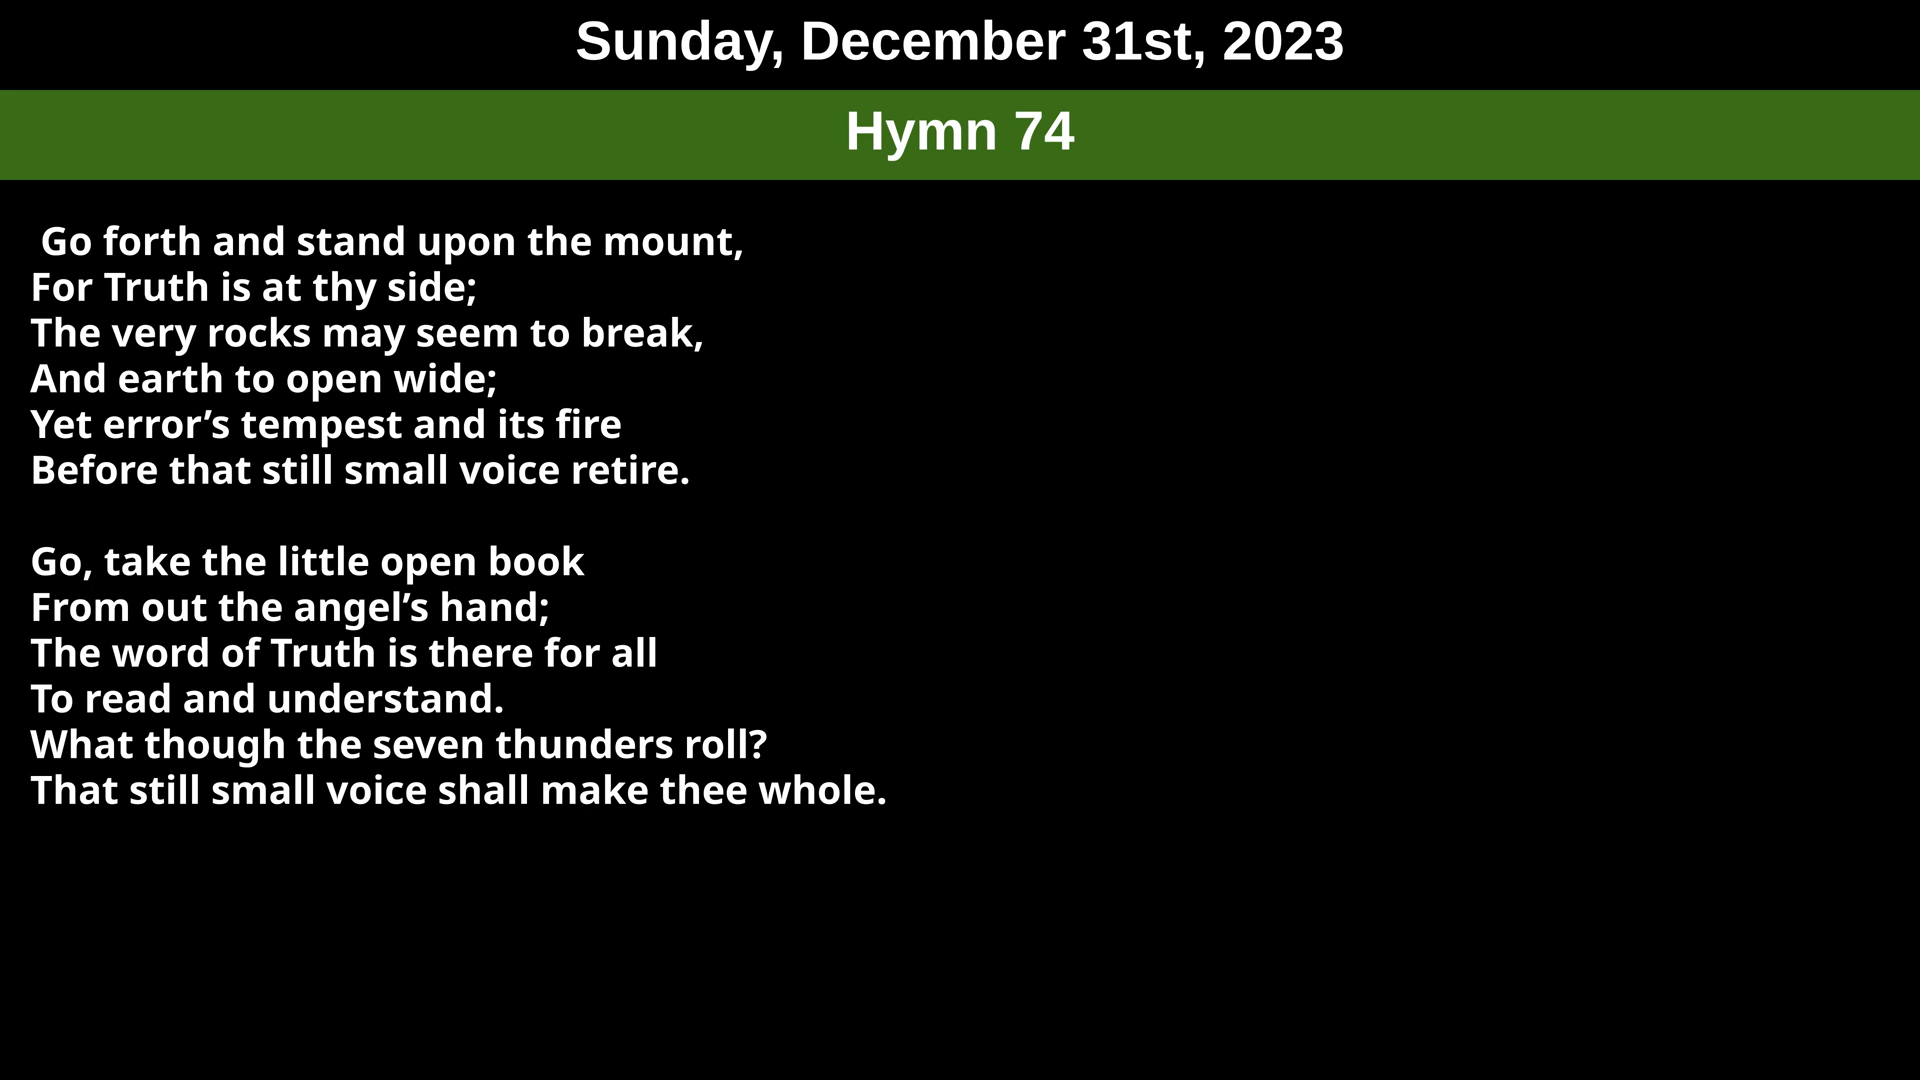 Sunday, December 31st, 2023
Hymn 74
Go forth and stand upon the mount,
For Truth is at thy side;
The very rocks may seem to break,
And earth to open wide;
Yet error’s tempest and its fire
Before that still small voice retire.
Go, take the little open book
From out the angel’s hand;
The word of Truth is there for all
To read and understand.
What though the seven thunders roll?
That still small voice shall make thee whole.